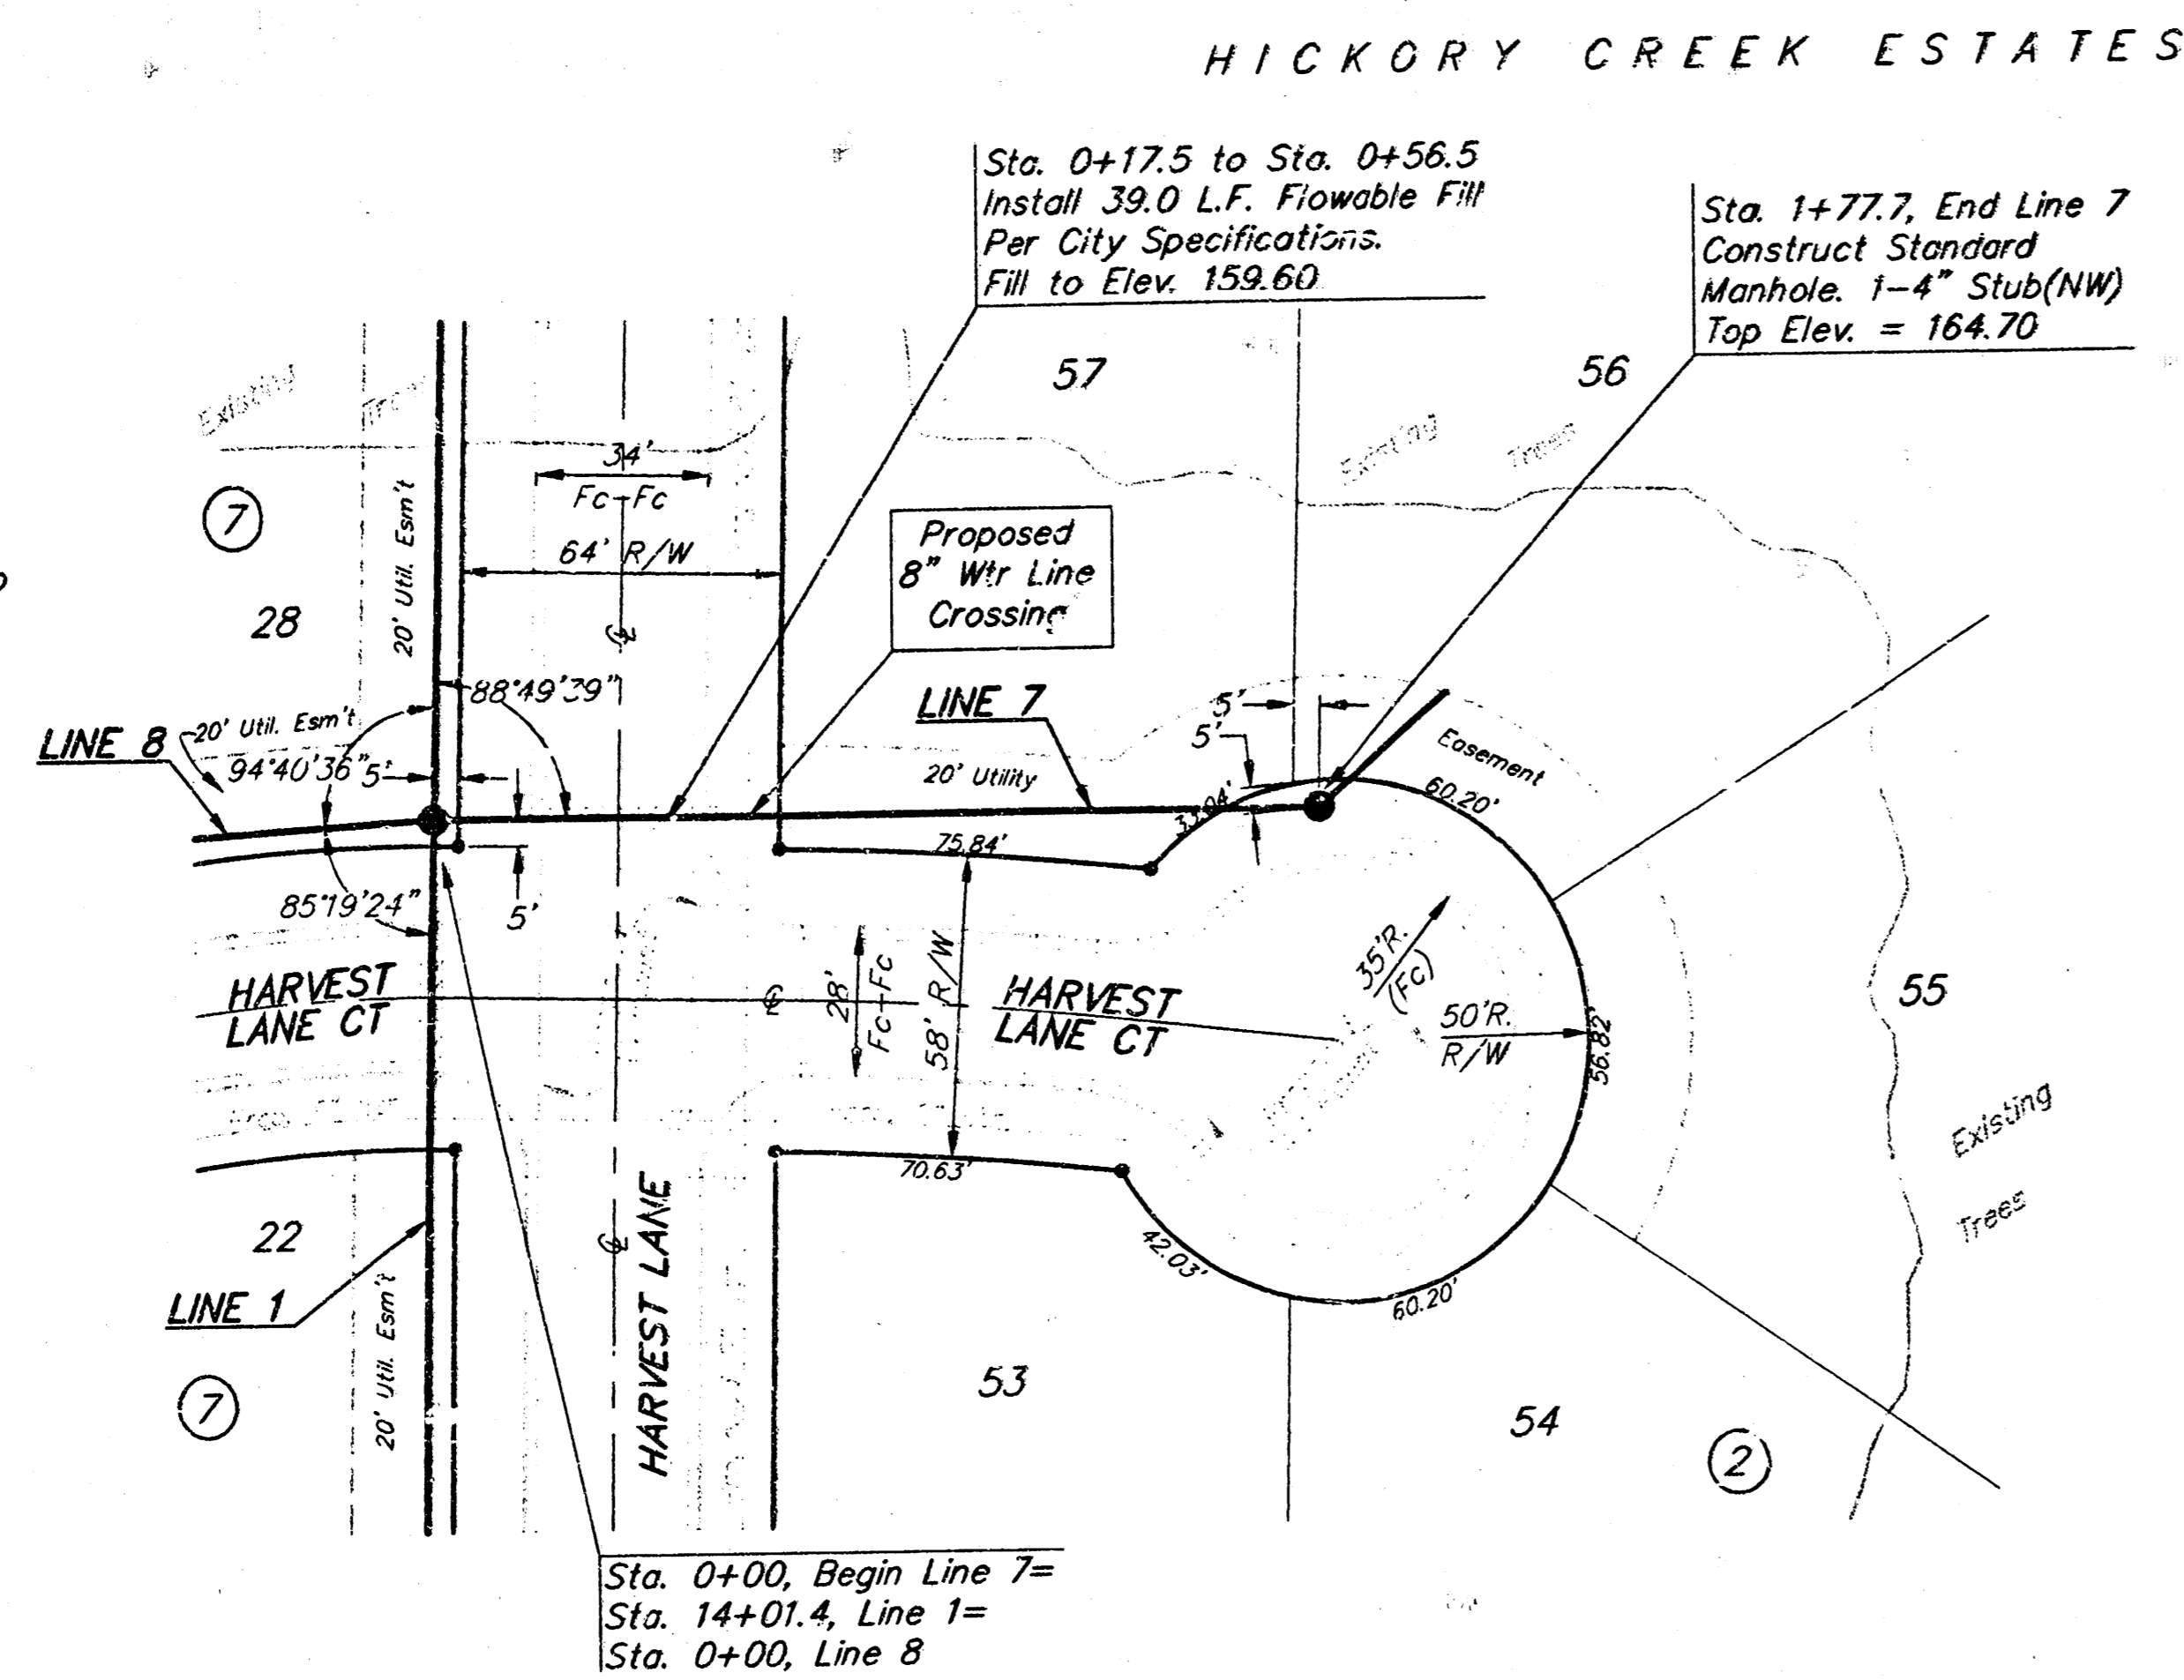 HICKORY CREEK ESTATES
Sta. 0+17.5 to Sta. 0+56.5
Install 39.0 L.F. Flowable Fill
Per City Specifications.
Fill to Elev. 159.60
Sta. 1+77.7, End Line 7
Construct Standard
Manhole. 1-4" Stub(NW)
Top Elev. = 164.70
57
56
Existing Trees
Existing Trees
34'
Fc-Fc
7
20' Util. Esm't
64' R/W
Proposed
8" Wtr Line
Crossing
28
88°49'39"
LINE 7
5'
5'
LINE 8
20' Util. Esm't
94°40'36"
5'
20' Utility
Easement
33.04'
60.20'
75.84'
85°19'24"
5'
HARVEST
LANE CT
28'
Fc-Fc
58' R/W
HARVEST
LANE CT
35'R.
(Fc)
50'R.
R/W
56.82'
55
Existing
Trees
70.63'
42.03'
60.20'
22
LINE 1
20' Util. Esm't
HARVEST LANE
7
53
54
2
Sta. 0+00, Begin Line 7=
Sta. 14+01.4, Line 1=
Sta. 0+00, Line 8